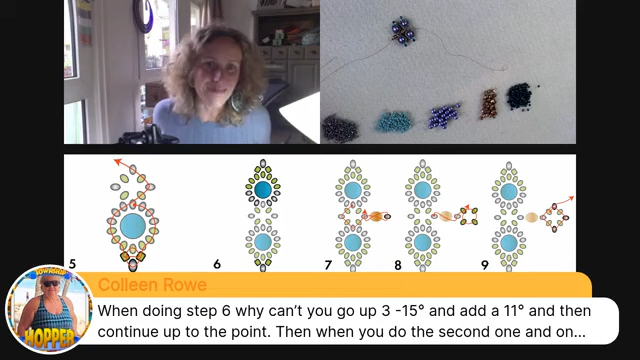 5
6
7
8
9
TOWNSHIP
HOPPER
Colleen Rowe
When doing step 6 why can't you go up 3 -15° and add a 11° and then
continue up to the point. Then when you do the second one and on...